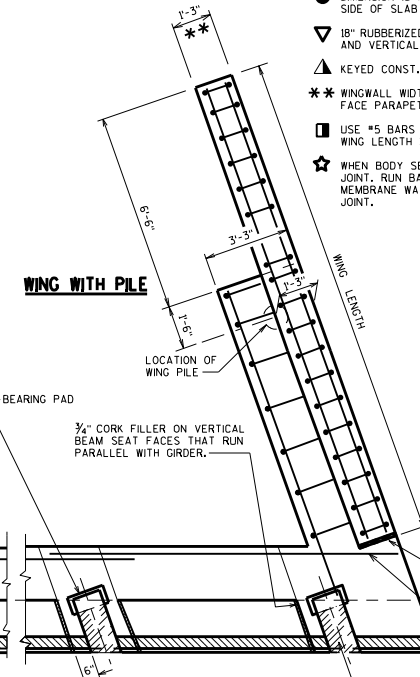 1'-3"
**
SIDE OF SLAB
▽ 18" RUBBERIZED
AND VERTICAL
KEYED CONST.
** WINGWALL WIDTH
FACE PARAPET
USE #5 BARS
WING LENGTH
☆ WHEN BODY SE
JOINT. RUN BA
MEMBRANE WA
JOINT.
6'-6"
3'-3"
WING LENGTH
1'-3"
WING WITH PILE
1'-6"
LOCATION OF
WING PILE
BEARING PAD
3/4" CORK FILLER ON VERTICAL
BEAM SEAT FACES THAT RUN
PARALLEL WITH GIRDER.
6"